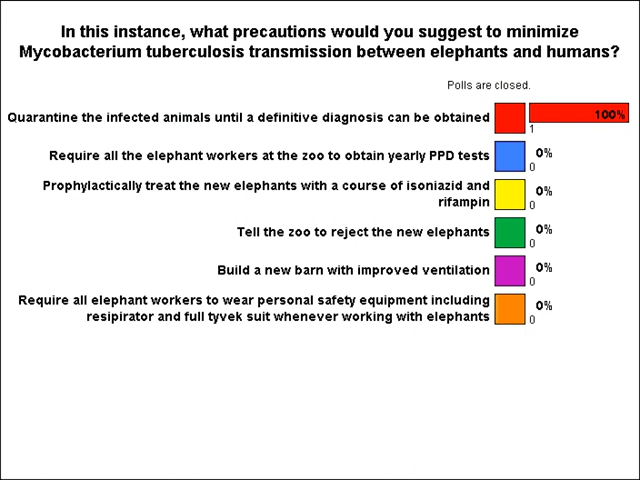 In this instance, what precautions would you suggest to minimize
Mycobacterium tuberculosis transmission between elephants and humans?
Polls are closed.
Quarantine the infected animals until a definitive diagnosis can be obtained
100%
1
Require all the elephant workers at the zoo to obtain yearly PPD tests
0%
0
Prophylactically treat the new elephants with a course of isoniazid and
rifampin
0%
0
Tell the zoo to reject the new elephants
0%
0
Build a new barn with improved ventilation
0%
0
Require all elephant workers to wear personal safety equipment including
resipirator and full tyvek suit whenever working with elephants
0%
0